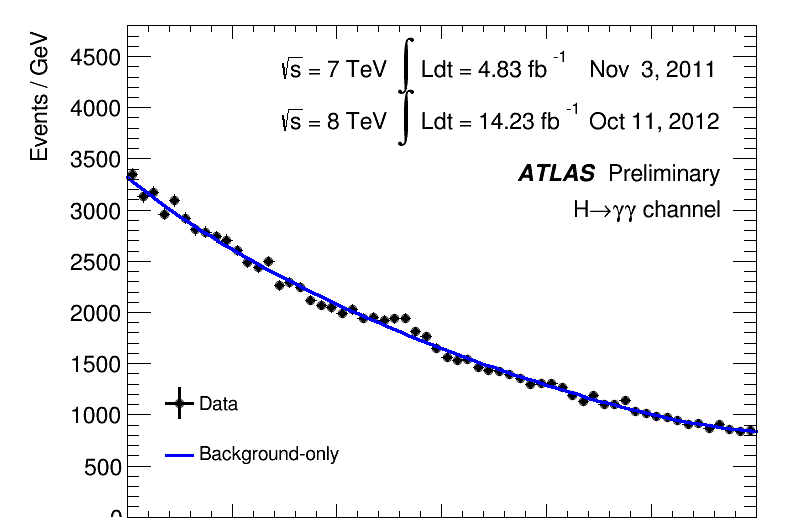 Events / GeV
4500
4000
3500
3000
2500
2000
1500
1000
500
0
√s = 7 TeV ∫ Ldt = 4.83 fb⁻¹ Nov 3, 2011
√s = 8 TeV ∫ Ldt = 14.23 fb⁻¹ Oct 11, 2012
ATLAS Preliminary
H→γγ channel
Data
Background-only